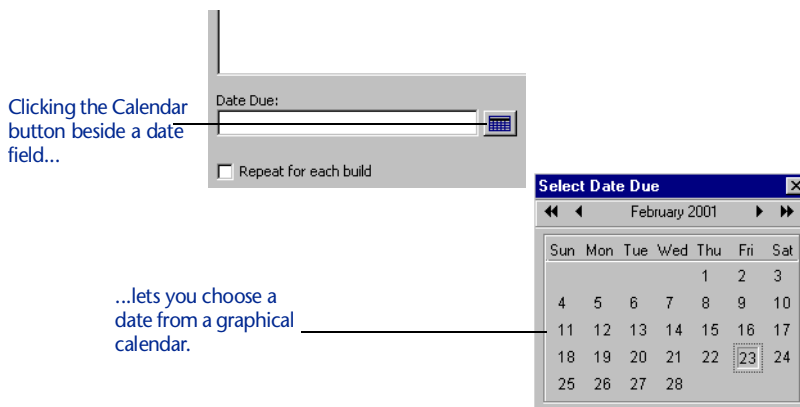 Clicking the Calendar
button beside a date
field...
Date Due:
Repeat for each build
Select Date Due
February 2001
Sun Mon Tue Wed Thu Fri Sat
1 2 3
4 5 6 7 8 9 10
11 12 13 14 15 16 17
18 19 20 21 22 23 24
25 26 27 28
...lets you choose a
date from a graphical
calendar.